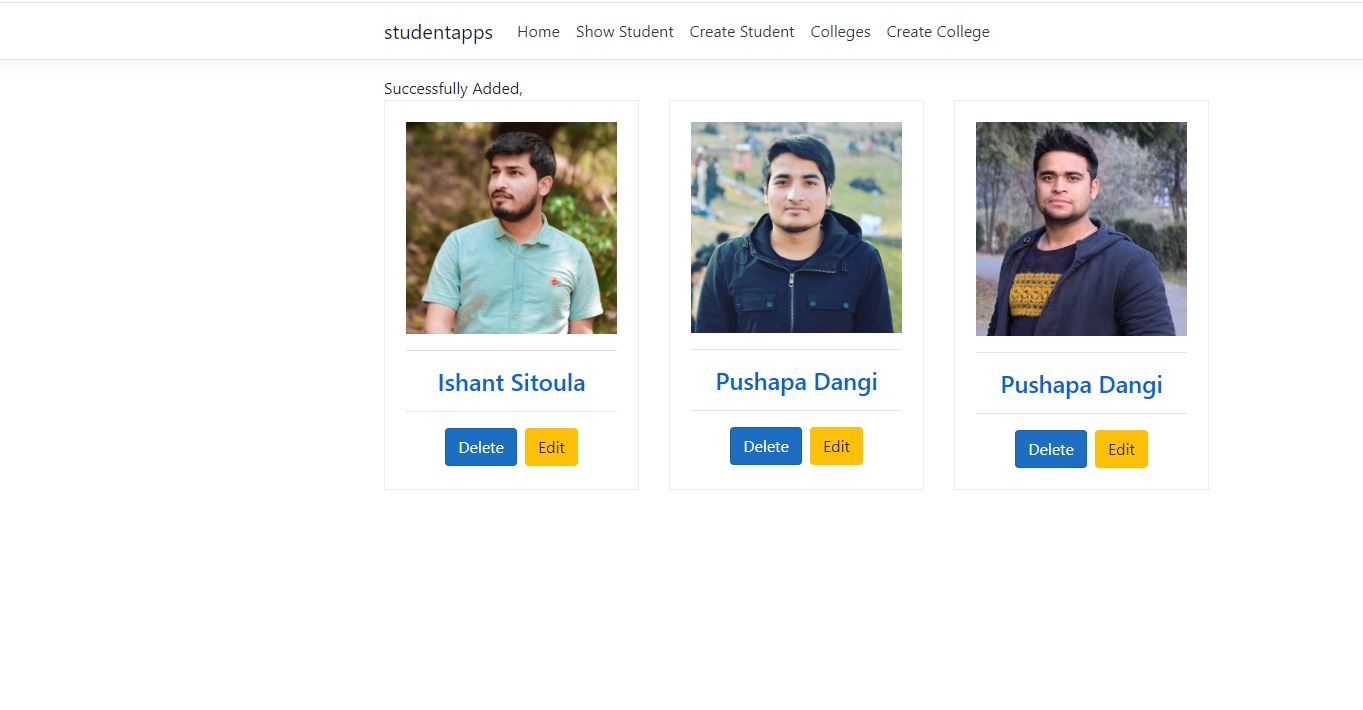 studentapps Home Show Student Create Student Colleges Create College
Successfully Added,
Ishant Sitoula
Pushapa Dangi
Pushapa Dangi
Delete Edit
Delete Edit
Delete Edit